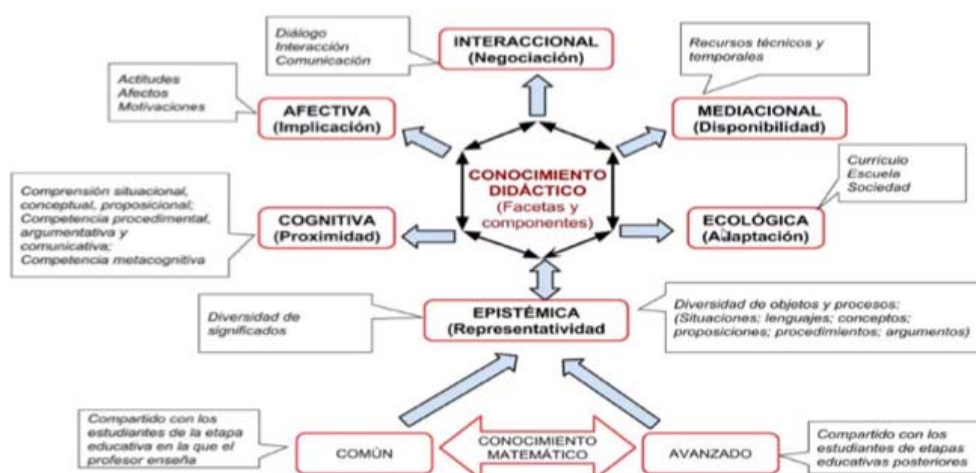 Diálogo
Interacción
Comunicación
INTERACCIONAL
(Negociación)
Recursos técnicos y
temporales
Actitudes
Afectos
Motivaciones
AFECTIVA
(Implicación)
MEDIACIONAL
(Disponibilidad)
CONOCIMIENTO
DIDÁCTICO
(Facetas y
componentes)
Currículo
Escuela
Sociedad
Comprensión situacional,
conceptual, proposicional;
Competencia procedimental,
argumentativa y
comunicativa;
Competencia metacognitiva
COGNITIVA
(Proximidad)
ECOLÓGICA
(Adaptación)
Diversidad de
significados
EPISTÉMICA
(Representatividad
Diversidad de objetos y procesos:
(Situaciones; lenguajes; conceptos;
proposiciones; procedimientos; argumentos)
Compartido con los
estudiantes de la etapa
educativa en la que el
profesor enseña
COMÚN
CONOCIMIENTO
MATEMÁTICO
AVANZADO
Compartido con los
estudiantes de etapas
educativas posteriores